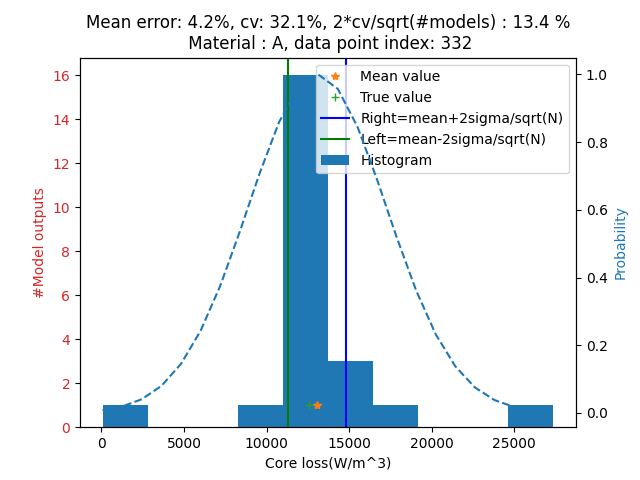 Mean error: 4.2%, cv: 32.1%, 2*cv/sqrt(#models) : 13.4 %
Material : A, data point index: 332
16
14
12
10
8
6
4
2
0
#Model outputs
Mean value
True value
Right=mean+2sigma/sqrt(N)
Left=mean-2sigma/sqrt(N)
Histogram
1.0
0.8
0.6
0.4
0.2
0.0
Probability
0 5000 10000 15000 20000 25000
Core loss(W/m^3)